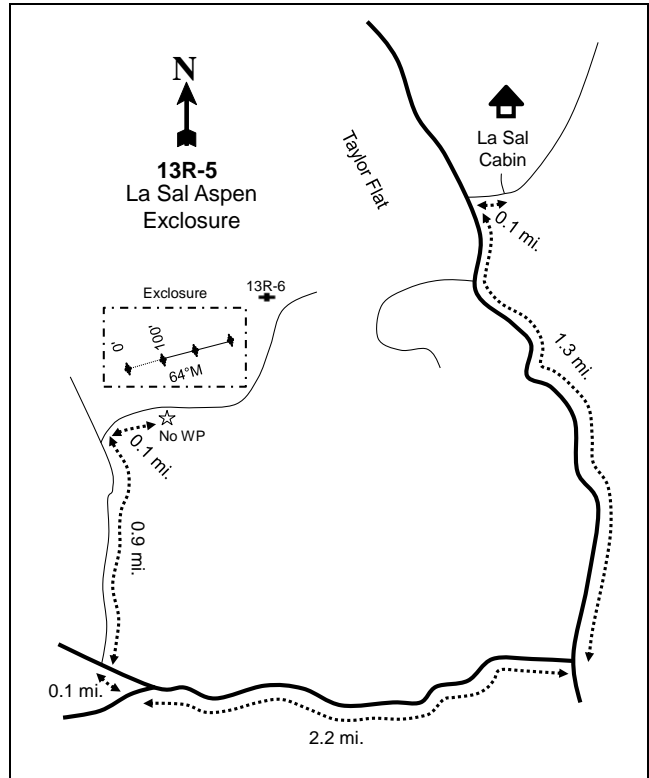 N
13R-5
La Sal Aspen
Exclosure
Taylor Flat
La Sal
Cabin
0.1 mi.
13R-6
Exclosure
0'
100'
64°M
No WP
0.1 mi.
1.3 mi.
0.9 mi.
0.1 mi.
2.2 mi.